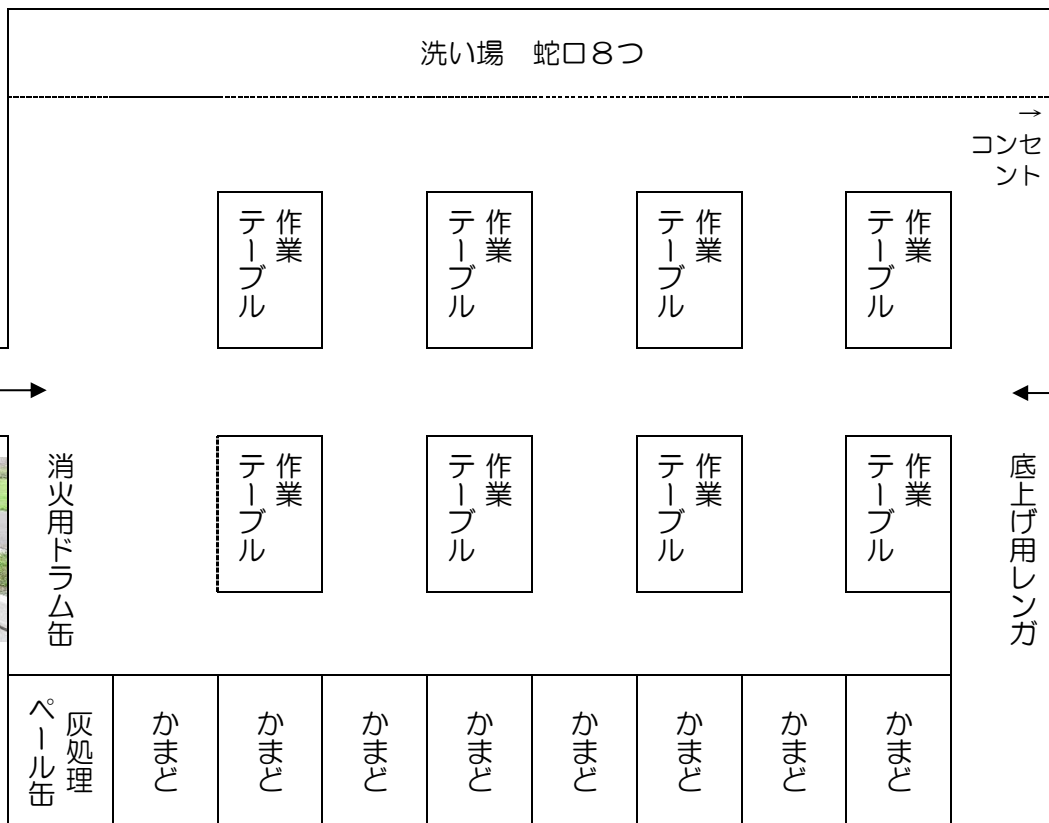 洗い場　蛇口８つ
→
コンセ
ント
作業
テーブル
作業
テーブル
作業
テーブル
作業
テーブル
消火用ドラム缶
作業
テーブル
作業
テーブル
作業
テーブル
作業
テーブル
底上げ用レンガ
灰処理
ペール缶
かまど
かまど
かまど
かまど
かまど
かまど
かまど
かまど